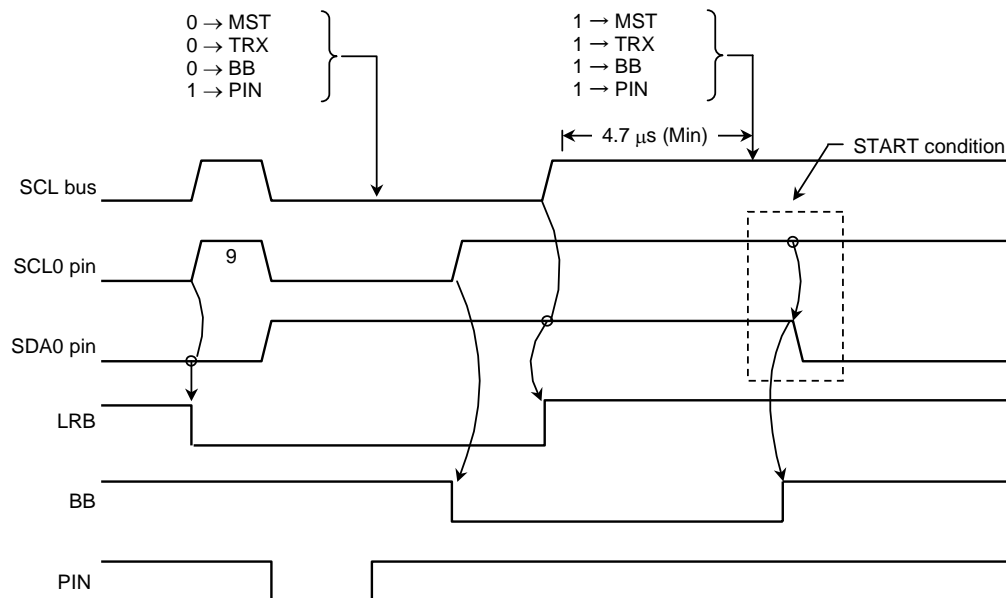 0 → MST
0 → TRX
0 → BB
1 → PIN
1 → MST
1 → TRX
1 → BB
1 → PIN
4.7 μs (Min)
START condition
SCL bus
SCL0 pin
9
SDA0 pin
LRB
BB
PIN